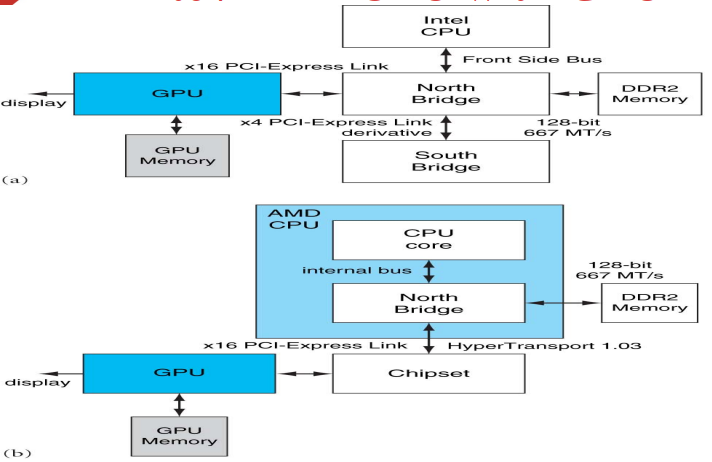 Intel
CPU
Front Side Bus
x16 PCI-Express Link
display
GPU
North
Bridge
DDR2
Memory
x4 PCI-Express Link
derivative
128-bit
667 MT/s
GPU
Memory
South
Bridge
(a)
AMD
CPU
CPU
core
internal bus
128-bit
667 MT/s
North
Bridge
DDR2
Memory
x16 PCI-Express Link
HyperTransport 1.03
display
GPU
Chipset
GPU
Memory
(b)